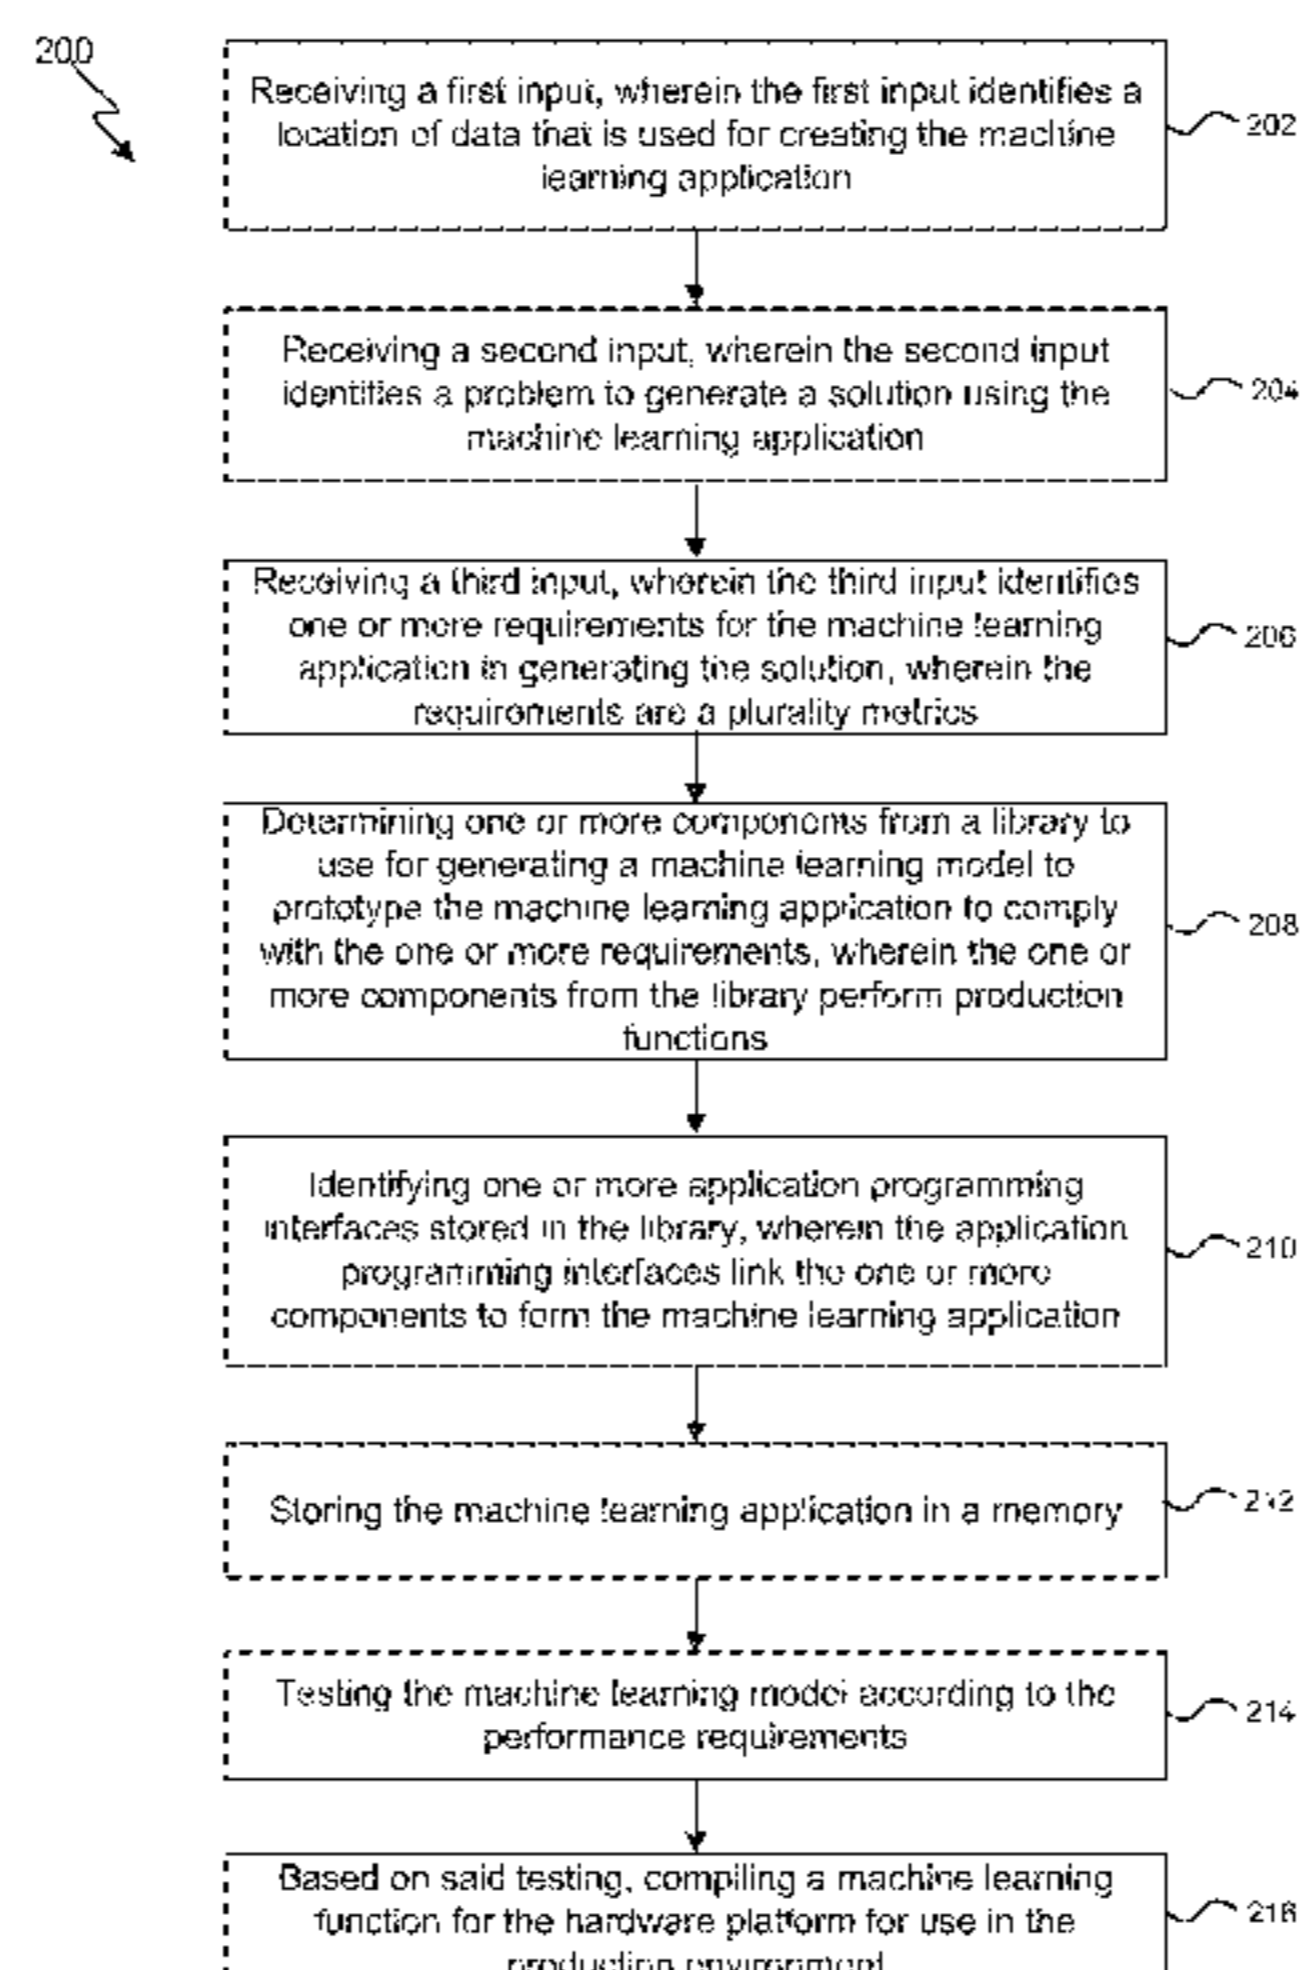 200
Receiving a first input, wherein the first input identifies a
location of data that is used for creating the machine
learning application
202
Receiving a second input, wherein the second input
identifies a problem to generate a solution using the
machine learning application
204
Receiving a third input, wherein the third input identifies
one or more requirements for the machine learning
application in generating the solution, wherein the
requirements are a plurality metrics
206
Determining one or more components from a library to
use for generating a machine learning model to
prototype the machine learning application to comply
with the one or more requirements, wherein the one or
more components from the library perform production
functions
208
Identifying one or more application programming
interfaces stored in the library, wherein the application
programming interfaces link the one or more
components to form the machine learning application
210
Storing the machine learning application in a memory
212
Testing the machine learning model according to the
performance requirements
214
Based on said testing, compiling a machine learning
function for the hardware platform for use in the
production environment
216